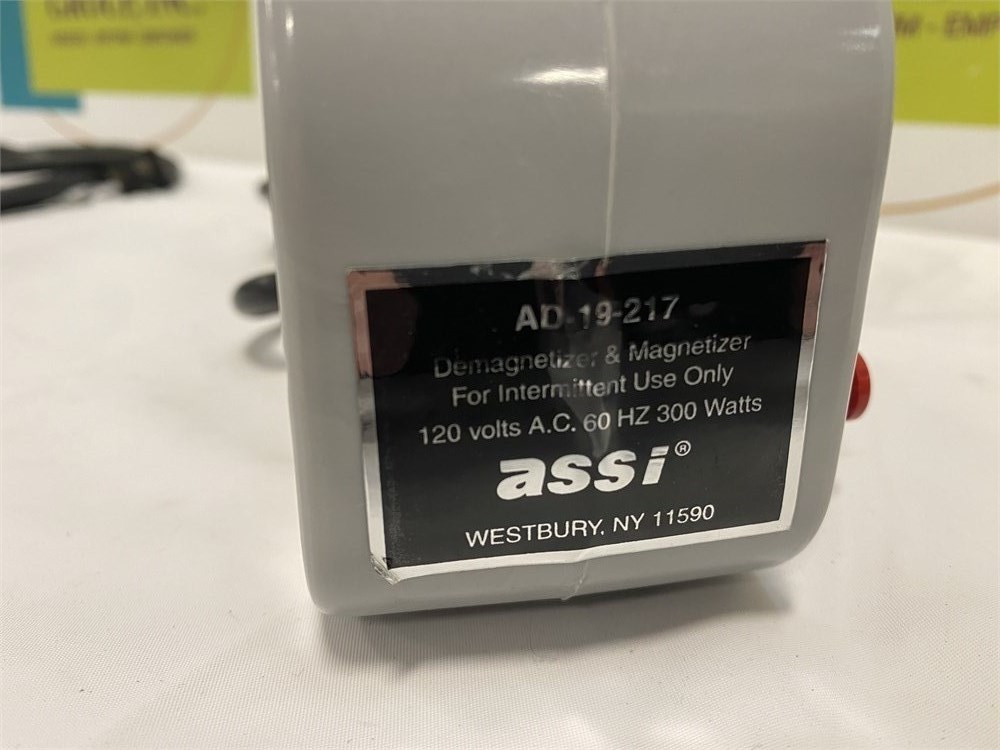 AD-19-217
Demagnetizer & Magnetizer
For Intermittent Use Only
120 volts A.C. 60 HZ 300 Watts
assi®
WESTBURY, NY 11590